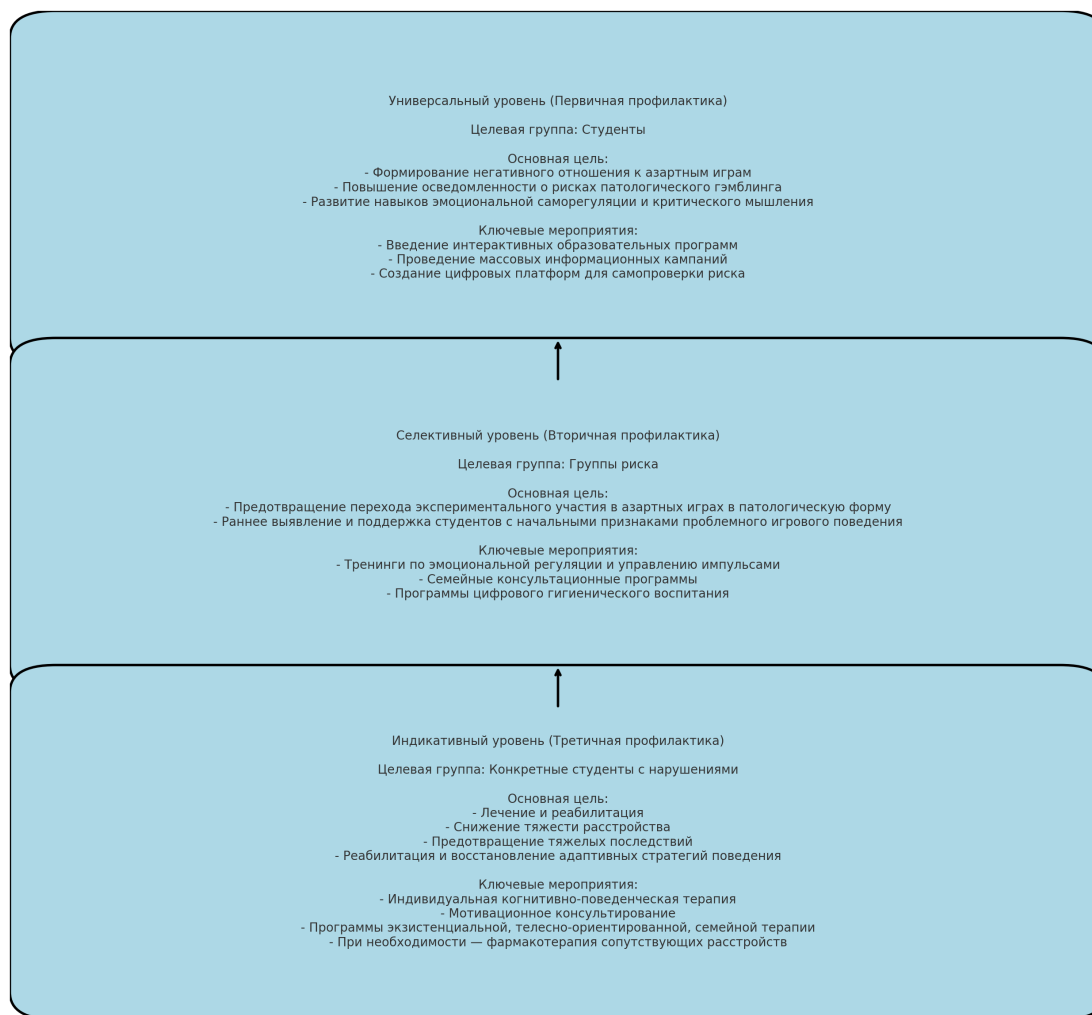 Универсальный уровень (Первичная профилактика)
Целевая группа: Студенты
Основная цель:
- Формирование негативного отношения к азартным играм
- Повышение осведомленности о рисках патологического гэмблинга
- Развитие навыков эмоциональной саморегуляции и критического мышления
Ключевые мероприятия:
- Введение интерактивных образовательных программ
- Проведение массовых информационных кампаний
- Создание цифровых платформ для самопроверки риска
Селективный уровень (Вторичная профилактика)
Целевая группа: Группы риска
Основная цель:
- Предотвращение перехода экспериментального участия в азартных играх в патологическую форму
- Раннее выявление и поддержка студентов с начальными признаками проблемного игрового поведения
Ключевые мероприятия:
- Тренинги по эмоциональной регуляции и управлению импульсами
- Семейные консультационные программы
- Программы цифрового гигиенического воспитания
Индикативный уровень (Третичная профилактика)
Целевая группа: Конкретные студенты с нарушениями
Основная цель:
- Лечение и реабилитация
- Снижение тяжести расстройства
- Предотвращение тяжелых последствий
- Реабилитация и восстановление адаптивных стратегий поведения
Ключевые мероприятия:
- Индивидуальная когнитивно-поведенческая терапия
- Мотивационное консультирование
- Программы экзистенциальной, телесно-ориентированной, семейной терапии
- При необходимости — фармакотерапия сопутствующих расстройств